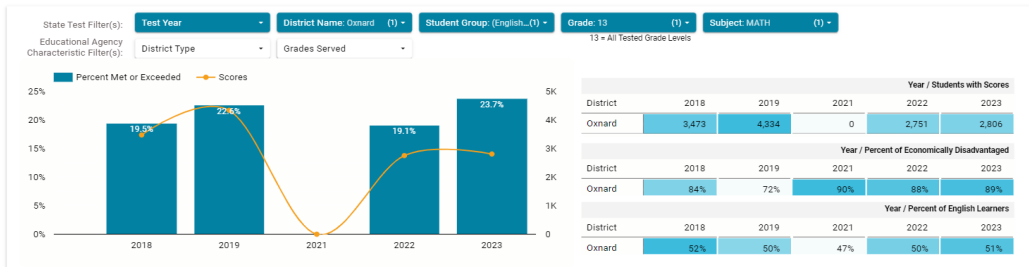 State Test Filter(s):
Test Year
District Name: Oxnard (1)
Student Group: (English... (1)
Grade: 13 (1)
Subject: MATH (1)
13 = All Tested Grade Levels
Educational Agency
Characteristic Filter(s):
District Type
Grades Served
Percent Met or Exceeded
Scores
25%
20%
15%
10%
5%
0%
19.5%
22.6%
19.1%
23.7%
5K
4K
3K
2K
1K
0
2018 2019 2021 2022 2023
Year / Students with Scores
District 2018 2019 2021 2022 2023
Oxnard 3,473 4,334 0 2,751 2,806
Year / Percent of Economically Disadvantaged
District 2018 2019 2021 2022 2023
Oxnard 84% 72% 90% 88% 89%
Year / Percent of English Learners
District 2018 2019 2021 2022 2023
Oxnard 52% 50% 47% 50% 51%